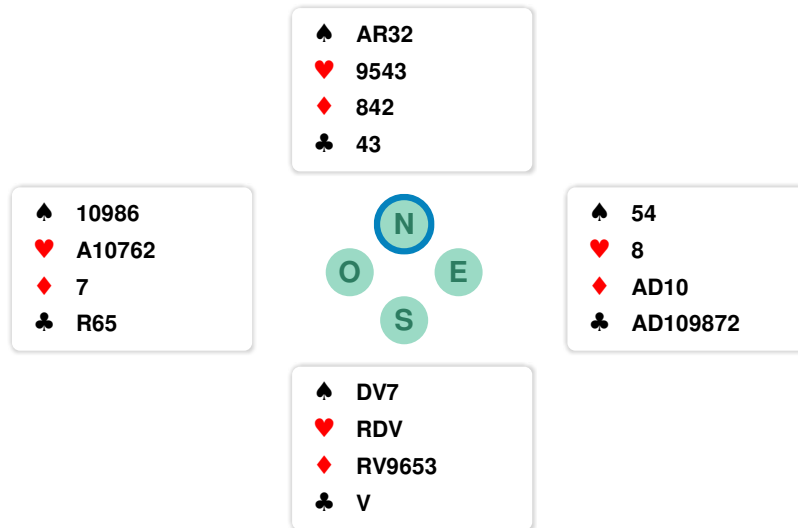 ♠ AR32
♥ 9543
♦ 842
♣ 43
♠ 10986
♥ A10762
♦ 7
♣ R65
N
O
E
S
♠ 54
♥ 8
♦ AD10
♣ AD109872
♠ DV7
♥ RDV
♦ RV9653
♣ V